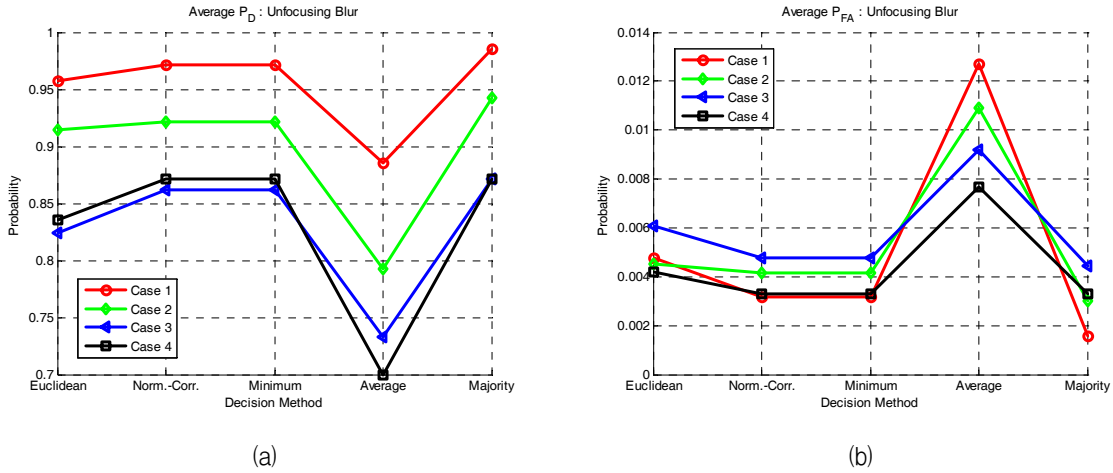 Average PD : Unfocusing Blur
1
0.95
0.9
0.85
0.8
0.75
0.7
Probability
Case 1
Case 2
Case 3
Case 4
Euclidean Norm.-Corr. Minimum Average Majority
Decision Method
(a)
Average PFA : Unfocusing Blur
0.014
0.012
0.01
0.008
0.006
0.004
0.002
0
Probability
Case 1
Case 2
Case 3
Case 4
Euclidean Norm.-Corr. Minimum Average Majority
Decision Method
(b)